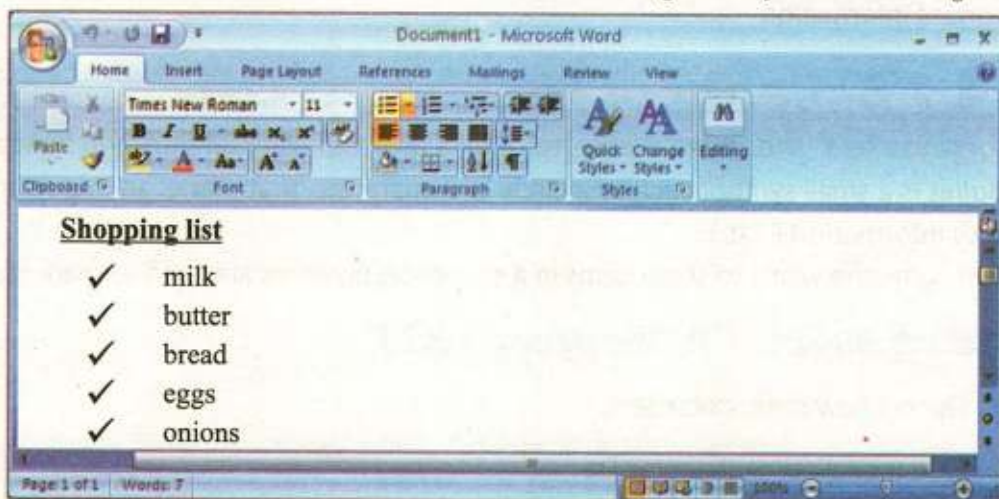 Document1 - Microsoft Word
Home Insert Page Layout References Mailings Review View
Times New Roman 11
Paste
Quick Styles
Change Styles
Editing
Clipboard Font Paragraph Styles
Shopping list
✓ milk
✓ butter
✓ bread
✓ eggs
✓ onions
Page: 1 of 1 Words: 7 100%